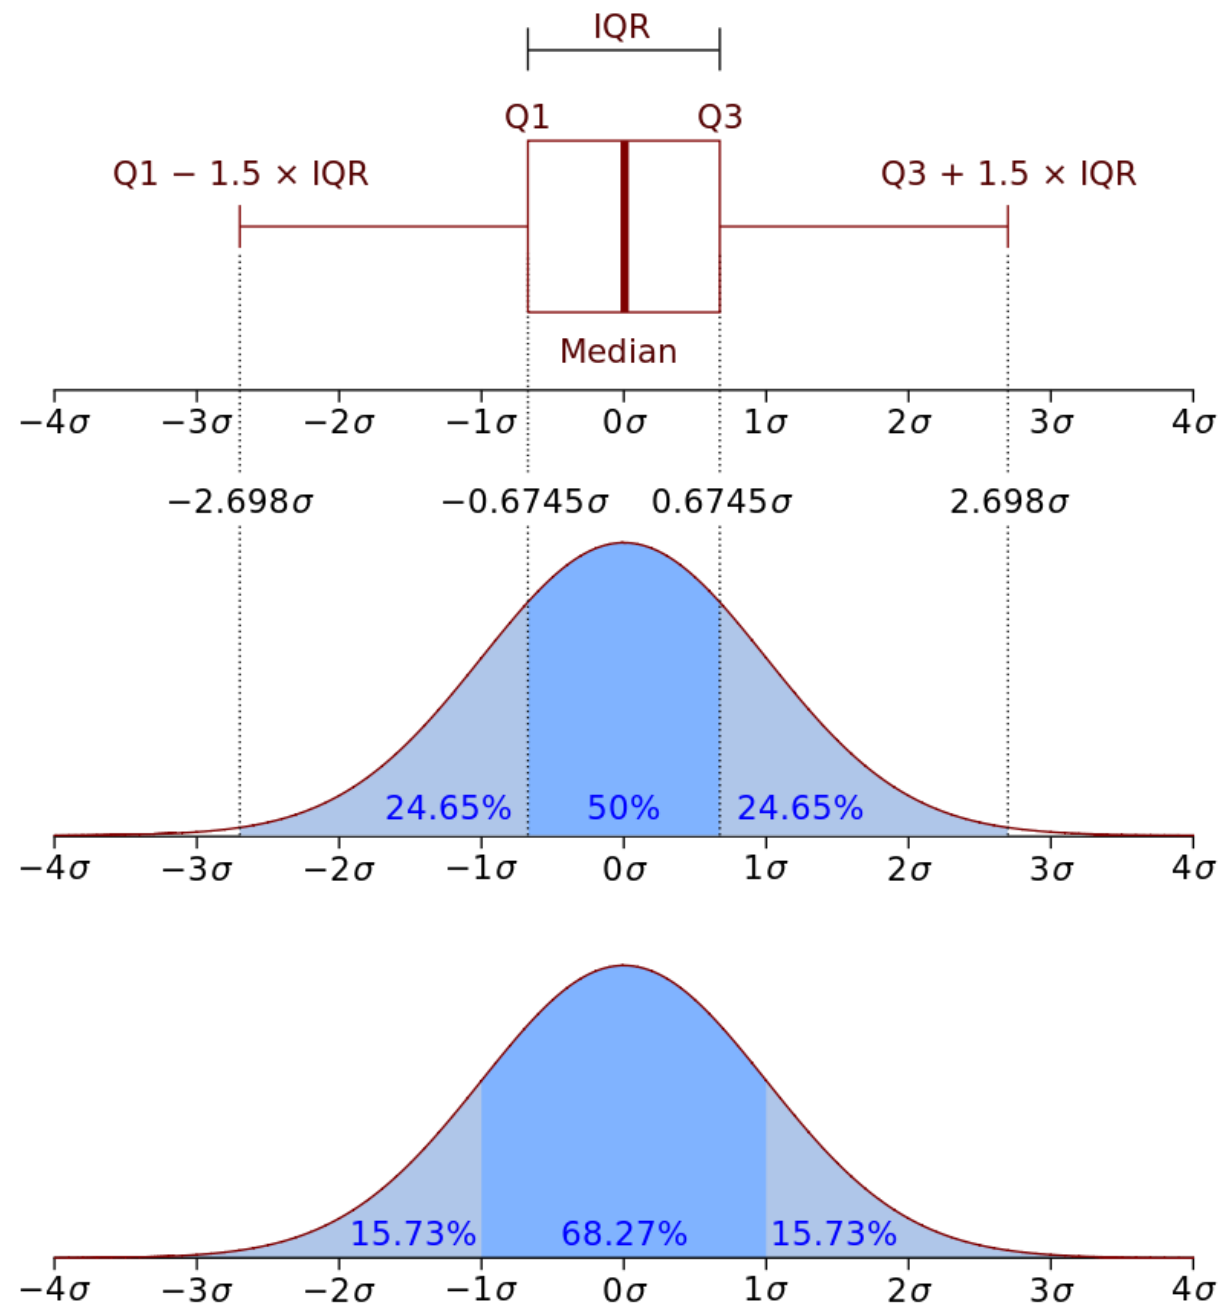 IQR
Q1 Q3
Q1 − 1.5 × IQR Q3 + 1.5 × IQR
Median
−4σ −3σ −2σ −1σ 0σ 1σ 2σ 3σ 4σ
−2.698σ −0.6745σ 0.6745σ 2.698σ
24.65% 50% 24.65%
−4σ −3σ −2σ −1σ 0σ 1σ 2σ 3σ 4σ
15.73% 68.27% 15.73%
−4σ −3σ −2σ −1σ 0σ 1σ 2σ 3σ 4σ